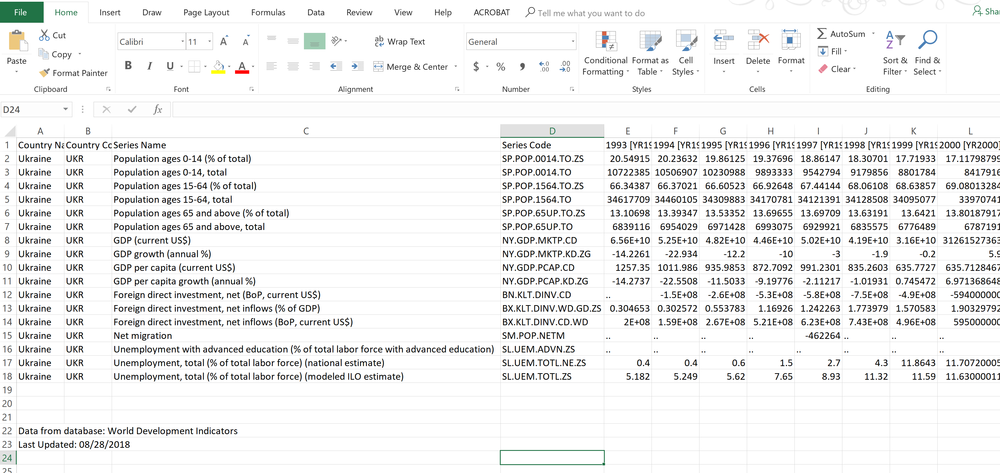 File Home Insert Draw Page Layout Formulas Data Review View Help ACROBAT Tell me what you want to do
Paste Cut Copy Format Painter Clipboard
Calibri 11 A A B I U A Font
ab Wrap Text Merge & Center Alignment
General $ % , Number
Conditional Formatting Format as Table Cell Styles Styles
Insert Delete Format Cells
AutoSum Fill Clear Sort & Filter Find & Select Editing
D24 fx
A B C D E F G H I J K L
1 Country Na Country Cc Series Name Series Code 1993 [YR19 1994 [YR19 1995 [YR19 1996 [YR19 1997 [YR19 1998 [YR19 1999 [YR19 2000 [YR2000]
2 Ukraine UKR Population ages 0-14 (% of total) SP.POP.0014.TO.ZS 20.54915 20.23632 19.86125 19.37696 18.86147 18.30701 17.71933 17.11798799
3 Ukraine UKR Population ages 0-14, total SP.POP.0014.TO 10722385 10506907 10230988 9893333 9542794 9179856 8801784 8417916
4 Ukraine UKR Population ages 15-64 (% of total) SP.POP.1564.TO.ZS 66.34387 66.37021 66.60523 66.92648 67.44144 68.06108 68.63857 69.08013284
5 Ukraine UKR Population ages 15-64, total SP.POP.1564.TO 34617709 34460105 34309883 34170781 34121391 34128508 34095077 33970741
6 Ukraine UKR Population ages 65 and above (% of total) SP.POP.65UP.TO.ZS 13.10698 13.39347 13.53352 13.69655 13.69709 13.63191 13.6421 13.80187917
7 Ukraine UKR Population ages 65 and above, total SP.POP.65UP.TO 6839116 6954029 6971428 6993075 6929921 6835575 6776489 6787191
8 Ukraine UKR GDP (current US$) NY.GDP.MKTP.CD 6.56E+10 5.25E+10 4.82E+10 4.46E+10 5.02E+10 4.19E+10 3.16E+10 31261527363
9 Ukraine UKR GDP growth (annual %) NY.GDP.MKTP.KD.ZG -14.2261 -22.934 -12.2 -10 -3 -1.9 -0.2 5.9
10 Ukraine UKR GDP per capita (current US$) NY.GDP.PCAP.CD 1257.35 1011.986 935.9853 872.7092 991.2301 835.2603 635.7727 635.7128467
11 Ukraine UKR GDP per capita growth (annual %) NY.GDP.PCAP.KD.ZG -14.2737 -22.5508 -11.5033 -9.19776 -2.11217 -1.01931 0.745472 6.971368648
12 Ukraine UKR Foreign direct investment, net (BoP, current US$) BN.KLT.DINV.CD .. -1.5E+08 -2.6E+08 -5.3E+08 -5.8E+08 -7.5E+08 -4.9E+08 -594000000
13 Ukraine UKR Foreign direct investment, net inflows (% of GDP) BX.KLT.DINV.WD.GD.ZS 0.304653 0.302572 0.553783 1.16926 1.242263 1.773979 1.570583 1.90329792
14 Ukraine UKR Foreign direct investment, net inflows (BoP, current US$) BX.KLT.DINV.CD.WD 2E+08 1.59E+08 2.67E+08 5.21E+08 6.23E+08 7.43E+08 4.96E+08 595000000
15 Ukraine UKR Net migration SM.POP.NETM .. .. .. .. -462264 .. .. ..
16 Ukraine UKR Unemployment with advanced education (% of total labor force with advanced education) SL.UEM.ADVN.ZS .. .. .. .. .. .. .. ..
17 Ukraine UKR Unemployment, total (% of total labor force) (national estimate) SL.UEM.TOTL.NE.ZS 0.4 0.4 0.6 1.5 2.7 4.3 11.8643 11.70720005
18 Ukraine UKR Unemployment, total (% of total labor force) (modeled ILO estimate) SL.UEM.TOTL.ZS 5.182 5.249 5.62 7.65 8.93 11.32 11.59 11.63000011
19
20
21
22 Data from database: World Development Indicators
23 Last Updated: 08/28/2018
24
25